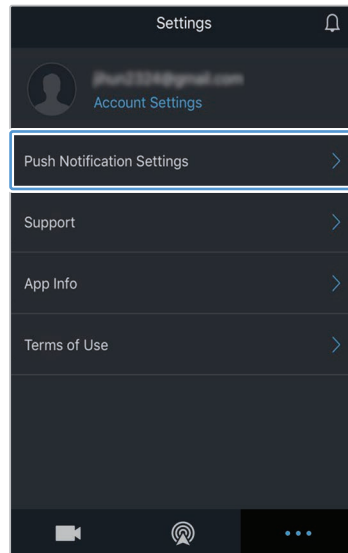 Settings
Account Settings
Push Notification Settings
Support
App Info
Terms of Use